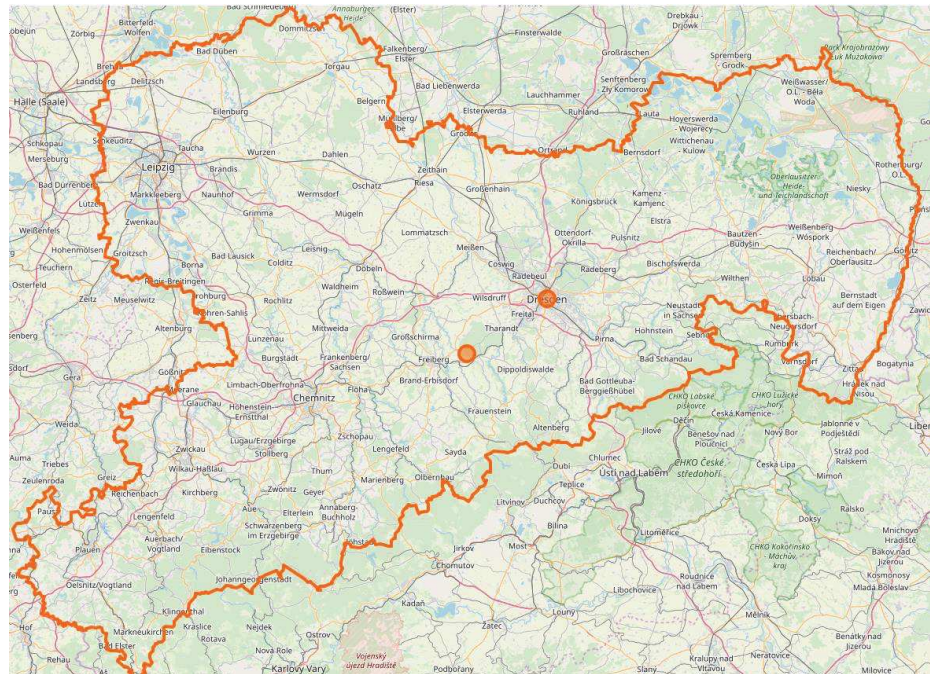 Annaburger
Heide
(Elster)
Bitterfeld-
Wolfen
Zörbig
Dommitzsch
Falkenberg/
Elster
Finsterwalde
Drebkau -
Drjowk
Großräschen
Bad Düben
Spremberg
Grodk
Park Krajobrazowy
Łuk Mużakowa
Landsberg
Delitzsch
Torgau
Bad Liebenwerda
Senftenberg
Zły Komorow
Weißwasser/
O.L. - Běła
Woda
Halle (Saale)
Eilenburg
Belgern
Lauchhammer
Elsterwerda
Ruhland
Lauta
Hoyerswerda
- Wojerecy
Schkopau
Merseburg
Schkeuditz
Taucha
Wittichenau
- Kulow
Leipzig
Brandis
Wurzen
Dahlen
Zeithain
Riesa
Ortrand
Bernsdorf
Bad Dürrenberg
Markkleeberg
Naunhof
Wermsdorf
Oschatz
Großenhain
Oberlausitzer
Heide-
und Teichlandschaft
Rothenburg/
O.L.
Niesky
Kamenz -
Kamjenc
Königsbrück
Zwenkau
Grimma
Mügeln
Elstra
Weißenfels
Lommatzsch
Ottendorf-
Okrilla
Pulsnitz
Bautzen -
Budyšin
Weißenberg
- Wóspork
Hohenmölsen
Groitzsch
Leisnig
Meißen
Teuchern
Borna
Bad Lausick
Colditz
Coswig
Radebeul
Radeberg
Bischofswerda
Reichenbach/
Oberlausitz
Görlitz
Döbeln
Wilthen
Löbau
Osterfeld
Zeitz
Meuselwitz
Regis-Breitingen
Frohburg
Rochlitz
Waldheim
Roßwein
Wilsdruff
Dresden
Bernstadt
auf dem Eigen
Kohren-Sahlis
Freital
Neustadt
in Sachsen
Ebersbach-
Neugersdorf
Altenburg
Mittweida
Großschirma
Tharandt
Hohnstein
Sebnitz
Rumburk
Lunzenau
Pirna
Burgstädt
Frankenberg/
Sachsen
Freiberg
Bad Schandau
Varnsdorf
Zittau
Bogatynia
Gera
Gößnitz
Dippoldiswalde
Meerane
Limbach-Oberfrohna
Flöha
Brand-Erbisdorf
Bad Gottleuba-
Berggießhübel
Hrádek nad
Nisou
Glauchau
Hohenstein-
Ernstthal
Chemnitz
CHKO Labské
pískovce
CHKO Lužické
hory
Frauenstein
Děčín
Česká Kamenice
Weida
Altenberg
Jílové
Benešov nad
Ploučnicí
Nový Bor
Jablonné v
Podještědí
Zschopau
Zwickau
Lugau/Erzgebirge
Stollberg
Lengefeld
Sayda
Stráž pod
Ralskem
Auma
Triebes
Wilkau-Haßlau
Thum
Marienberg
Olbernhau
Dubí
Chlumec
Teplice
Ústí nad Labem
CHKO České
středohoří
Česká Lípa
Mimoň
Zeulenroda
Greiz
Reichenbach
Kirchberg
Zwönitz
Geyer
Litvínov
Duchcov
Lengenfeld
Aue
Elterlein
Annaberg-
Buchholz
Ralsko
Doksy
Schwarzenberg
im Erzgebirge
Bílina
Mnichovo
Hradiště
Auerbach/
Vogtland
Plauen
Eibenstock
Jirkov
Most
Litoměřice
CHKO Kokořínsko
- Máchův
kraj
Bakov nad
Jizerou
Chomutov
Oelsnitz/Vogtland
Johanngeorgenstadt
Roudnice
nad Labem
Kosmonosy
Mladá Boleslav
Libochovice
Klingenthal
Kadaň
Louny
Hof
Markneukirchen
Kraslice
Rotava
Nejdek
Ostrov
Žatec
Mělník
Bad Elster
Benátky nad
Jizerou
Rehau
Nová Role
Vojenský
újezd Hradiště
Karlovy Vary
Podbořany
Slaný
Kralupy nad
Vltavou
Neratovice
Milovice